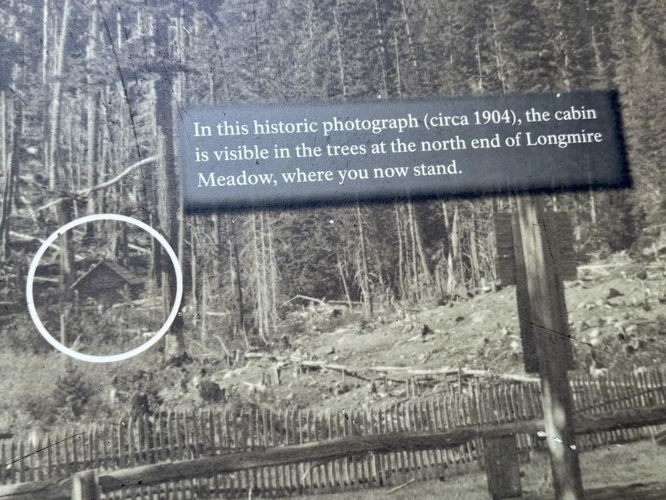 In this historic photograph (circa 1904), the cabin
is visible in the trees at the north end of Longmire
Meadow, where you now stand.